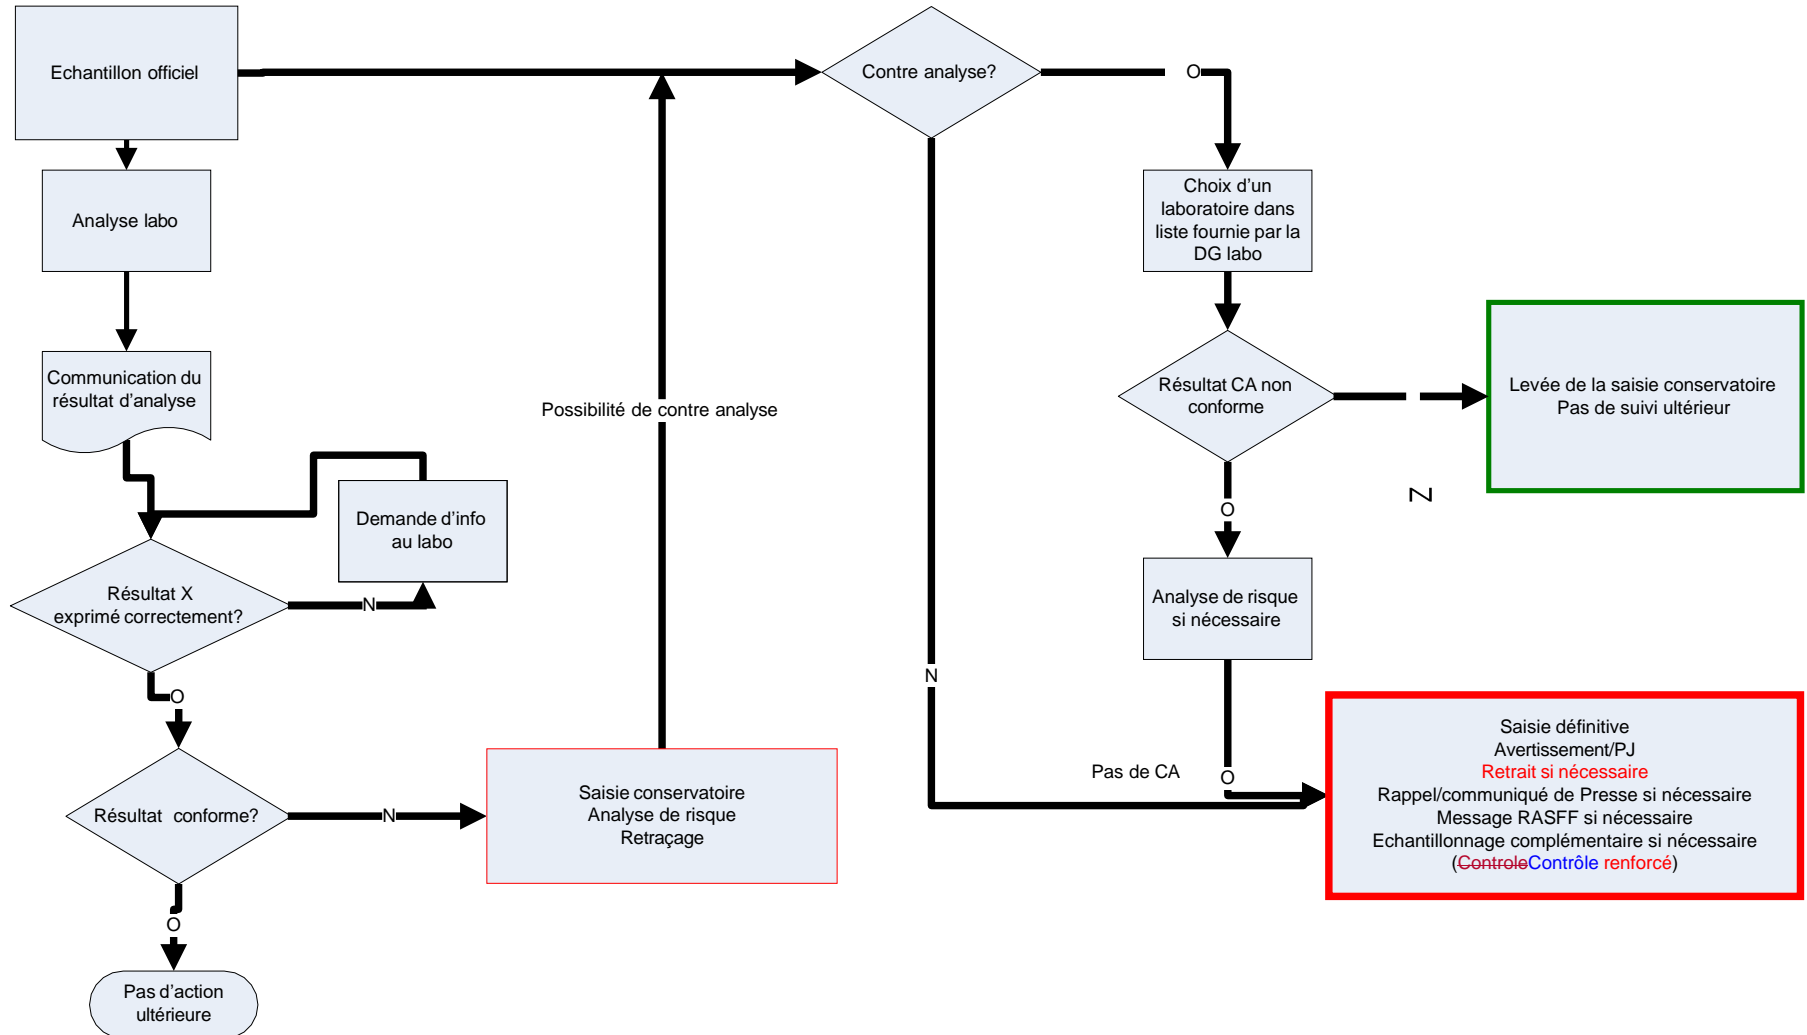 Echantillon officiel
Contre analyse?
O
Analyse labo
Choix d’un
laboratoire dans
liste fournie par la
DG labo
Communication du
résultat d’analyse
Possibilité de contre analyse
Résultat CA non
conforme
Levée de la saisie conservatoire
Pas de suivi ultérieur
N
O
Demande d’info
au labo
Résultat X
exprimé correctement?
N
Analyse de risque
si nécessaire
N
O
Pas de CA
O
Saisie définitive
Avertissement/PJ
Retrait si nécessaire
Rappel/communiqué de Presse si nécessaire
Message RASFF si nécessaire
Echantillonnage complémentaire si nécessaire
(ControleContrôle renforcé)
Résultat conforme?
N
Saisie conservatoire
Analyse de risque
Retraçage
O
Pas d’action
ultérieure